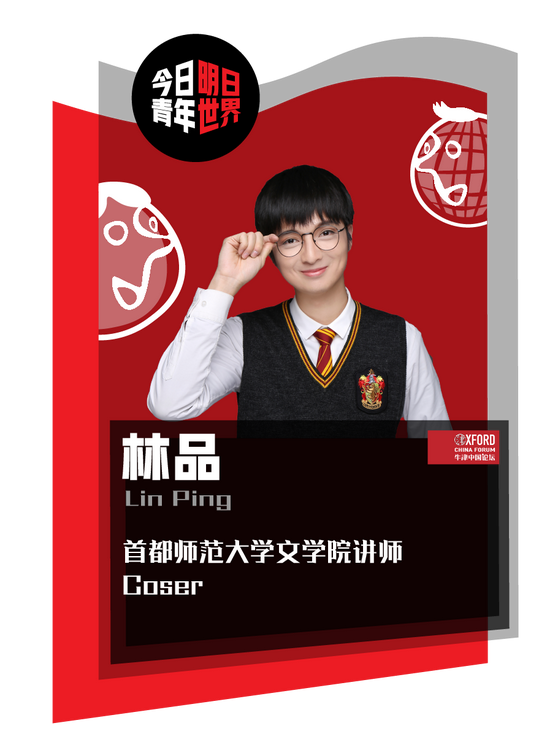 今日明日
青年世界
OXFORD
CHINA FORUM
牛津中国论坛
林品
Lin Ping
首都师范大学文学院讲师
Coser